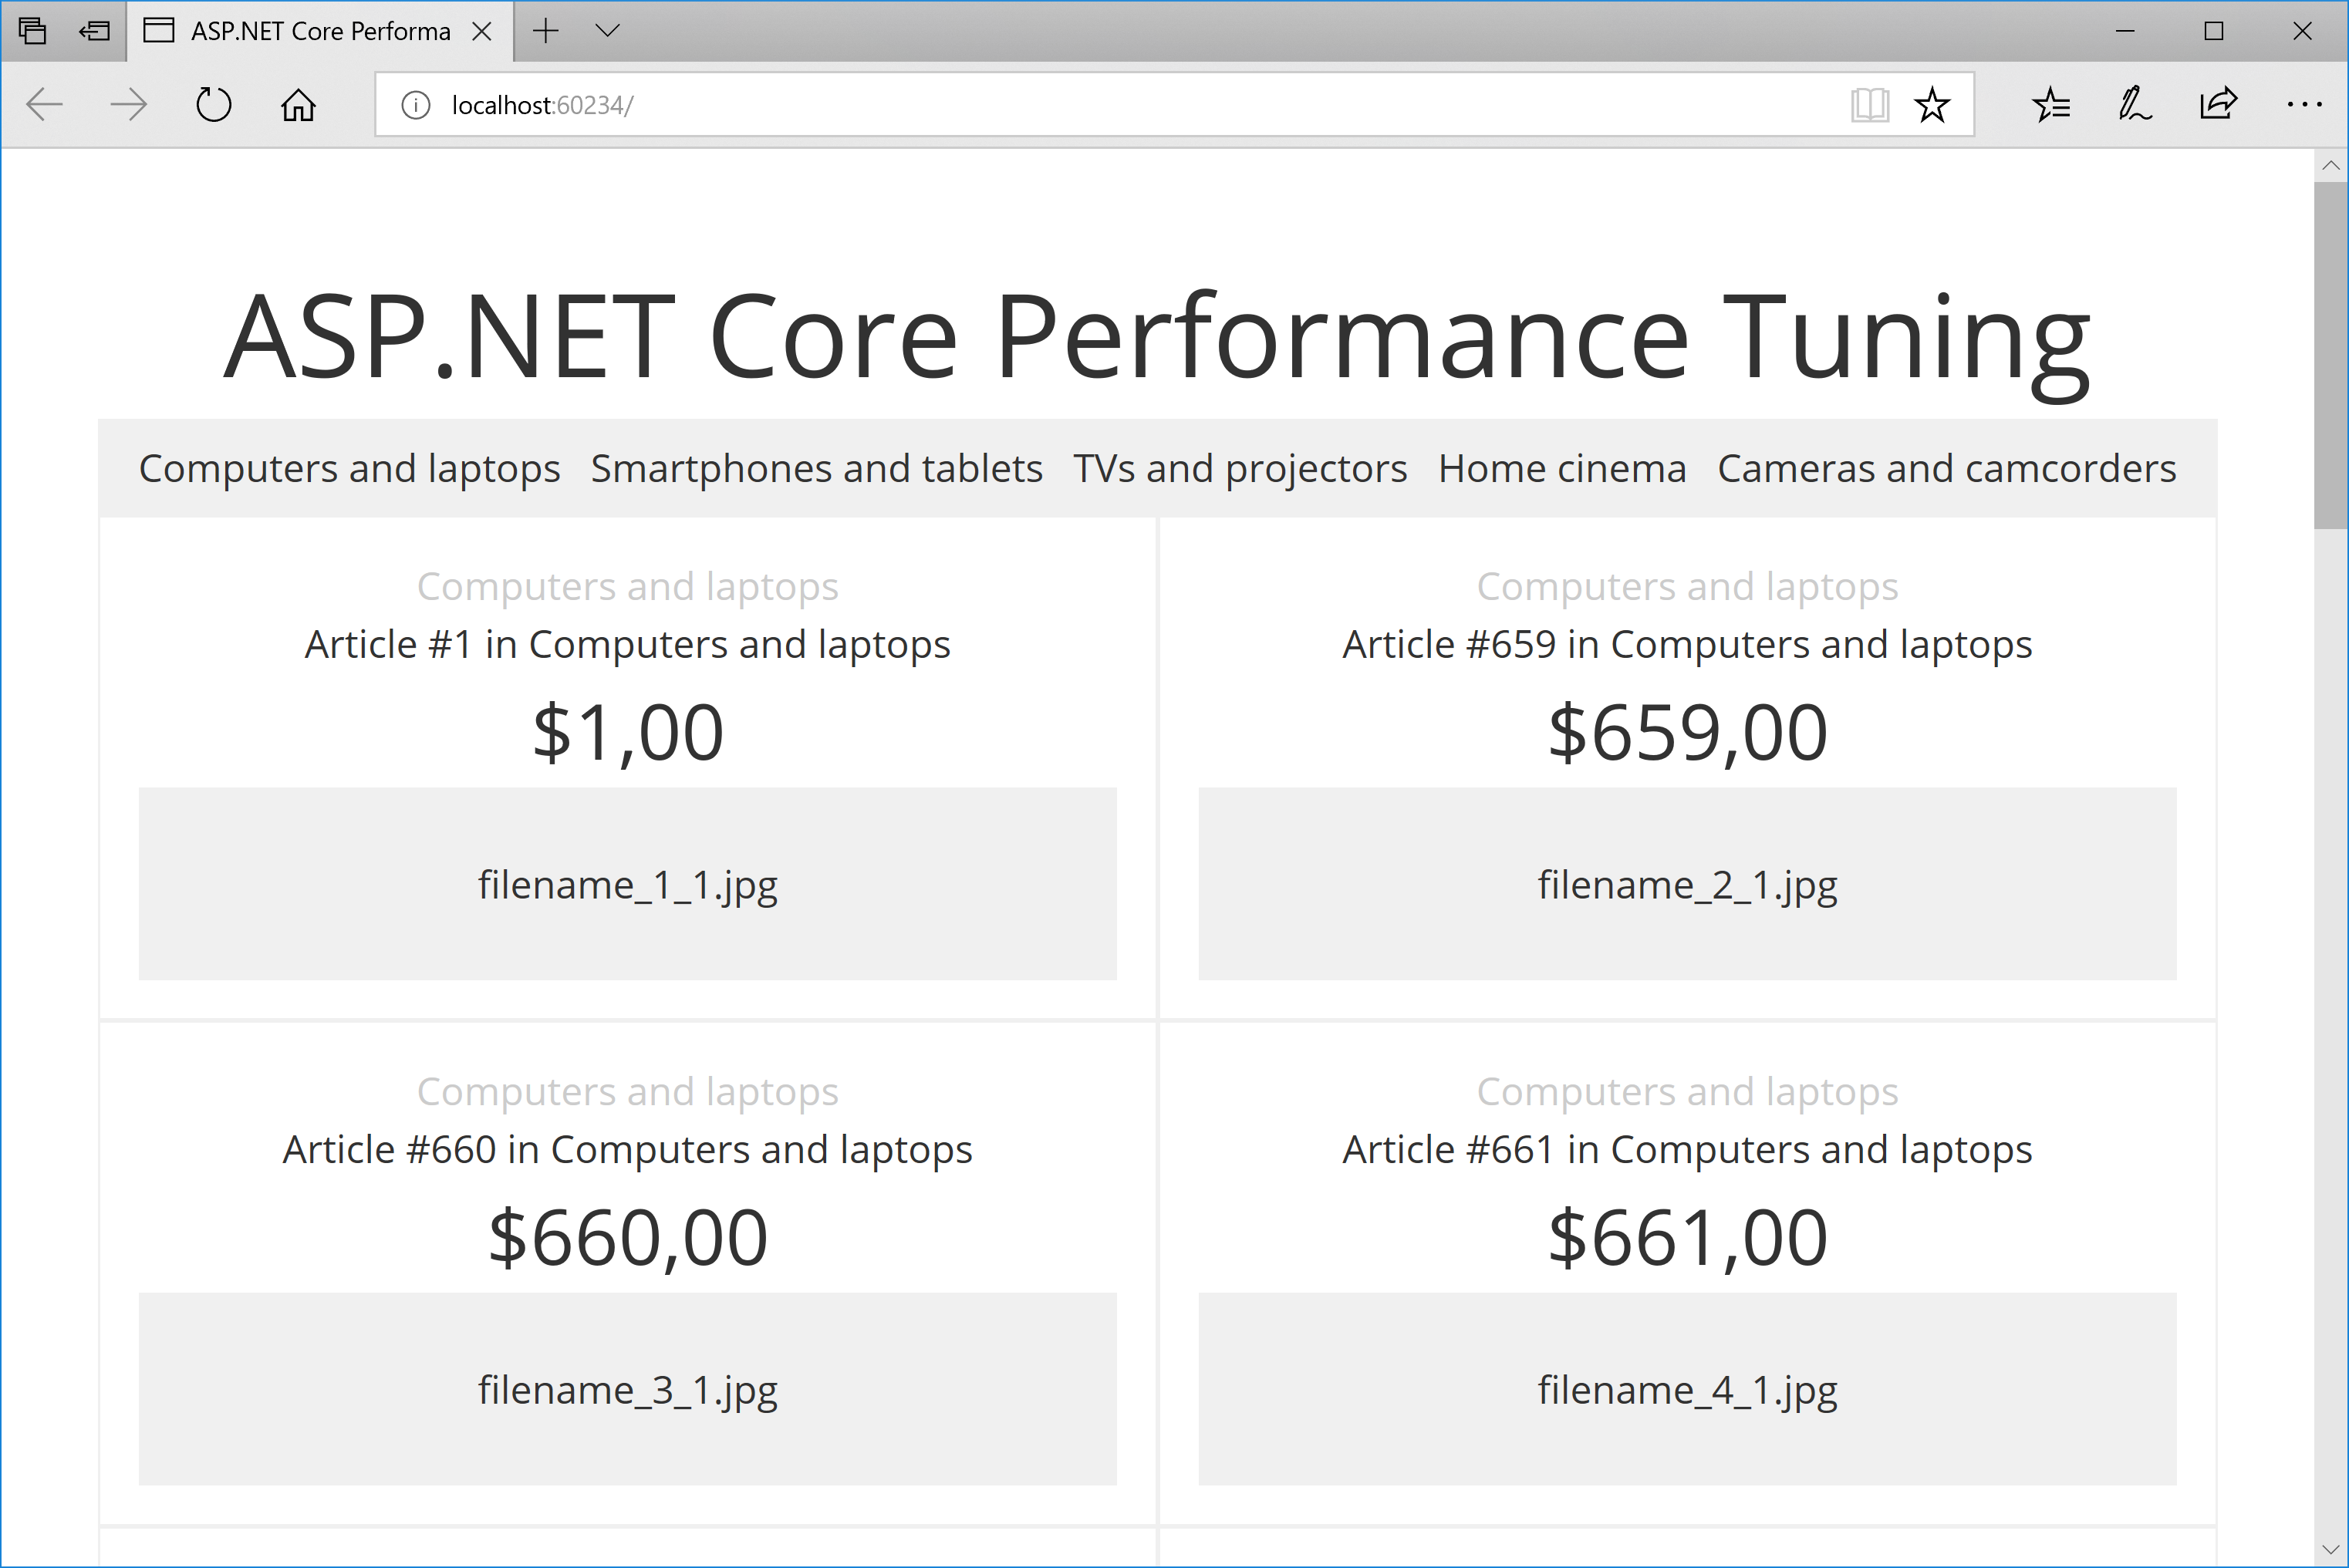 ASP.NET Core Performa
localhost:60234/
ASP.NET Core Performance Tuning
Computers and laptops Smartphones and tablets TVs and projectors Home cinema Cameras and camcorders
Computers and laptops
Article #1 in Computers and laptops
$1,00
filename_1_1.jpg
Computers and laptops
Article #659 in Computers and laptops
$659,00
filename_2_1.jpg
Computers and laptops
Article #660 in Computers and laptops
$660,00
filename_3_1.jpg
Computers and laptops
Article #661 in Computers and laptops
$661,00
filename_4_1.jpg